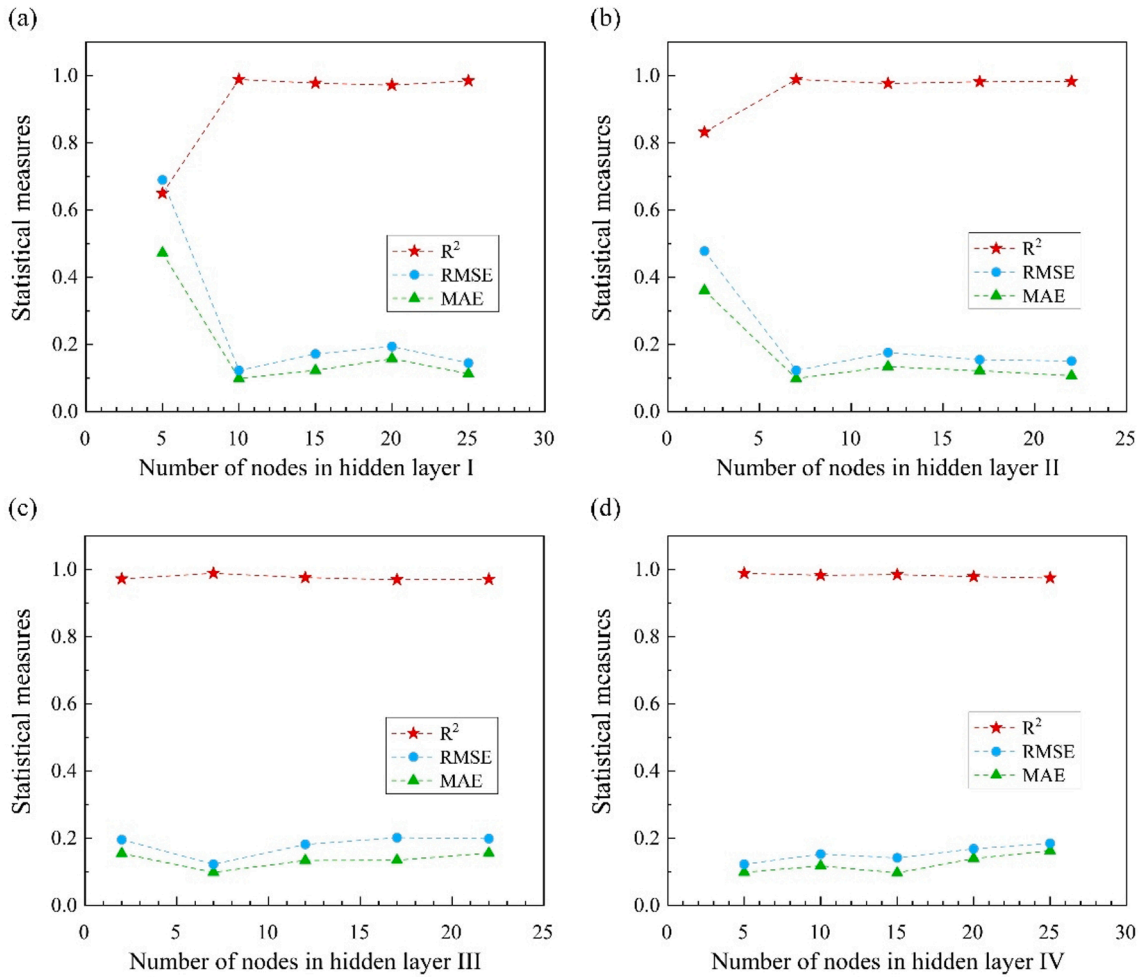 (a)
Statistical measures
1.0
0.8
0.6
0.4
0.2
0.0
R²
RMSE
MAE
0 5 10 15 20 25 30
Number of nodes in hidden layer I
(b)
Statistical mcasurcs
1.0
0.8
0.6
0.4
0.2
0.0
R²
RMSE
MAE
0 5 10 15 20 25
Number of nodes in hidden layer II
(c)
Statistical measures
1.0
0.8
0.6
0.4
0.2
0.0
R²
RMSE
MAE
0 5 10 15 20 25
Number of nodes in hidden layer III
(d)
Statistical mcasurcs
1.0
0.8
0.6
0.4
0.2
0.0
R²
RMSE
MAE
0 5 10 15 20 25 30
Number of nodes in hidden layer IV